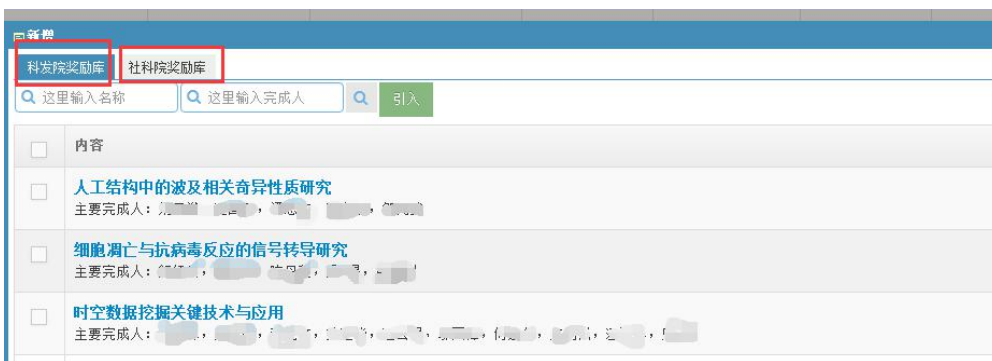 新增
科发院奖励库 社科院奖励库
这里输入名称 这里输入完成人 引入
内容
人工结构中的波及相关奇异性质研究
主要完成人：
细胞凋亡与抗病毒反应的信号转导研究
主要完成人：
时空数据挖掘关键技术与应用
主要完成人：